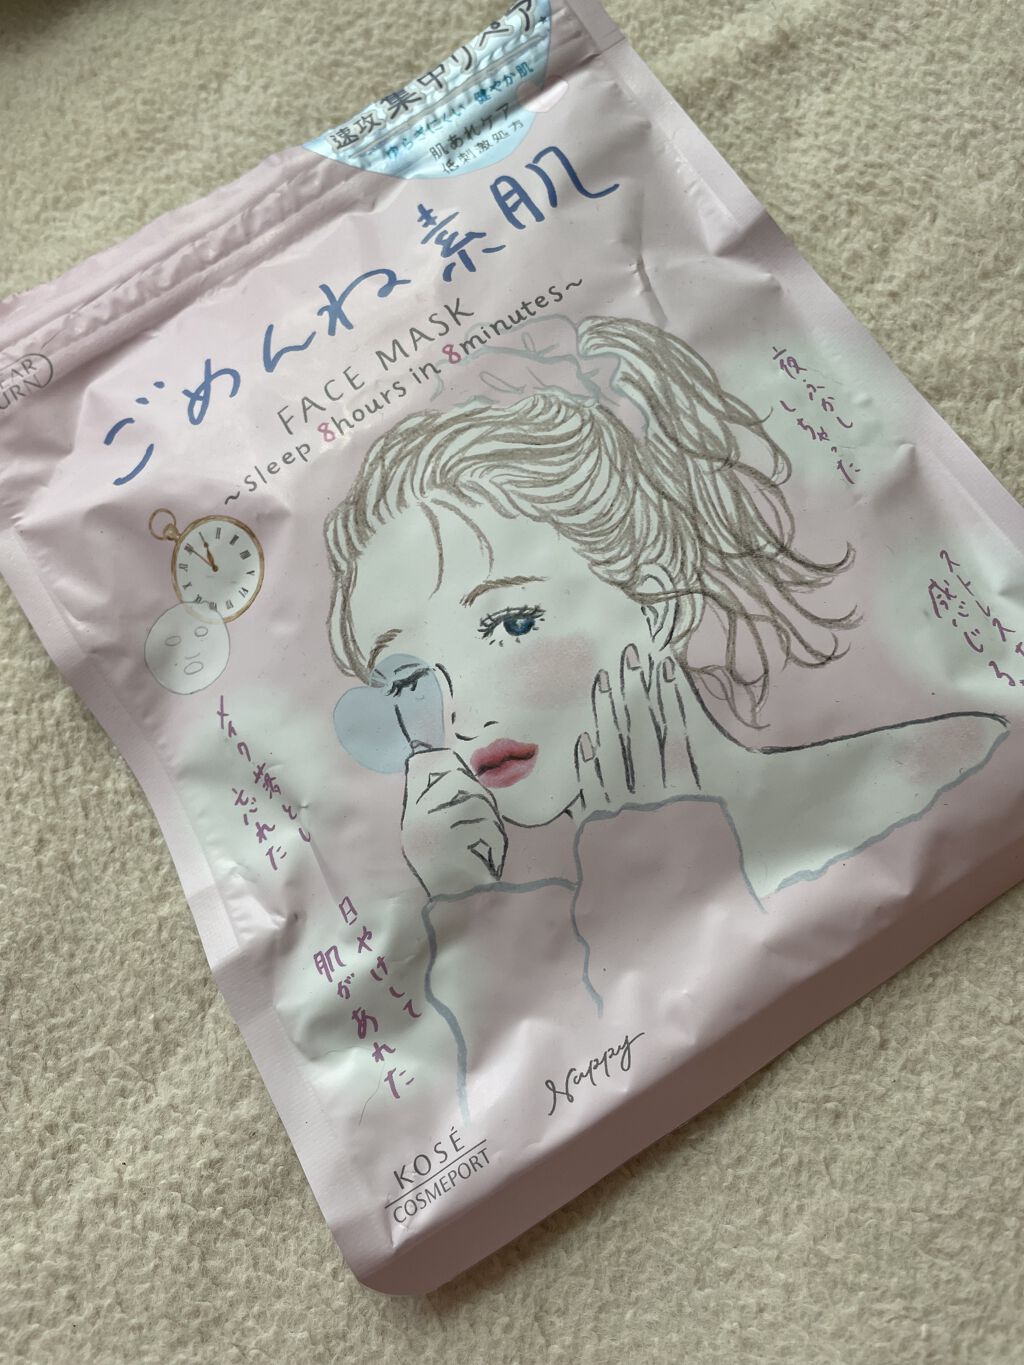 速攻集中リペア
ゆらぎにくい 健やか肌
肌あれケア
低刺激処方
ごめんね素肌
FACE MASK
~sleep 8hours in 8minutes~
夜ふかし
しちゃった
ストレスを
感じる
メイク落とし
忘れた
日やけして
肌があれた
Nappy
KOSÉ
COSMEPORT